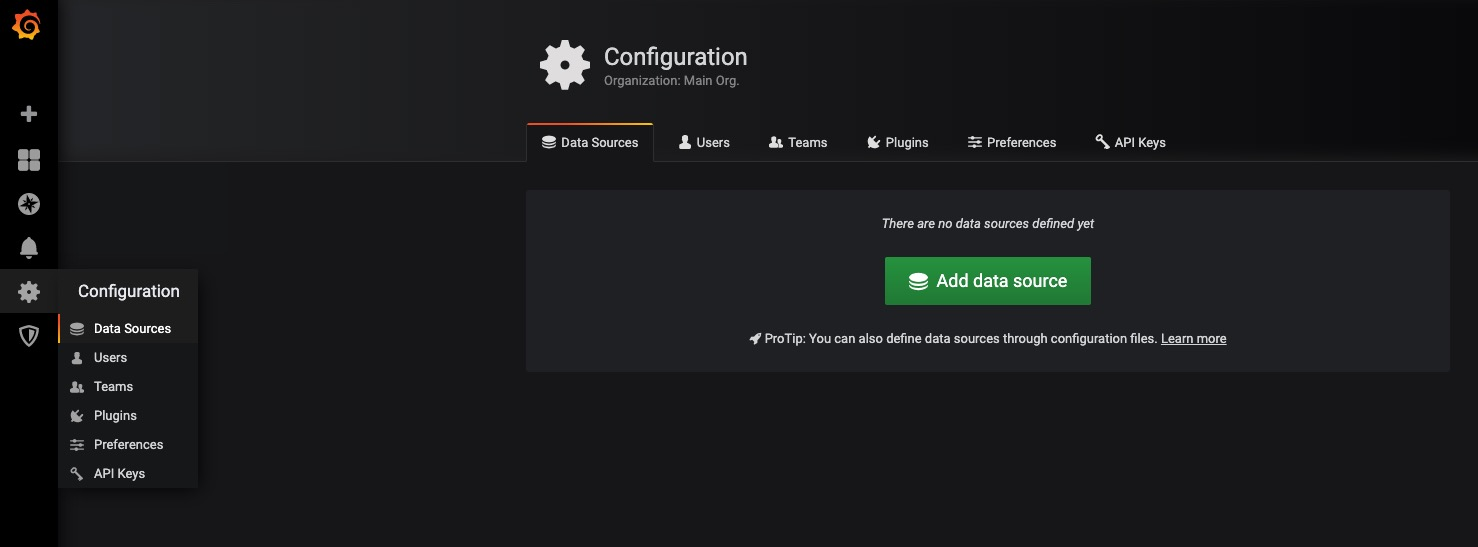 Configuration
Organization: Main Org.
Data Sources
Users
Teams
Plugins
Preferences
API Keys
There are no data sources defined yet
Add data source
ProTip: You can also define data sources through configuration files. Learn more
Configuration
Data Sources
Users
Teams
Plugins
Preferences
API Keys